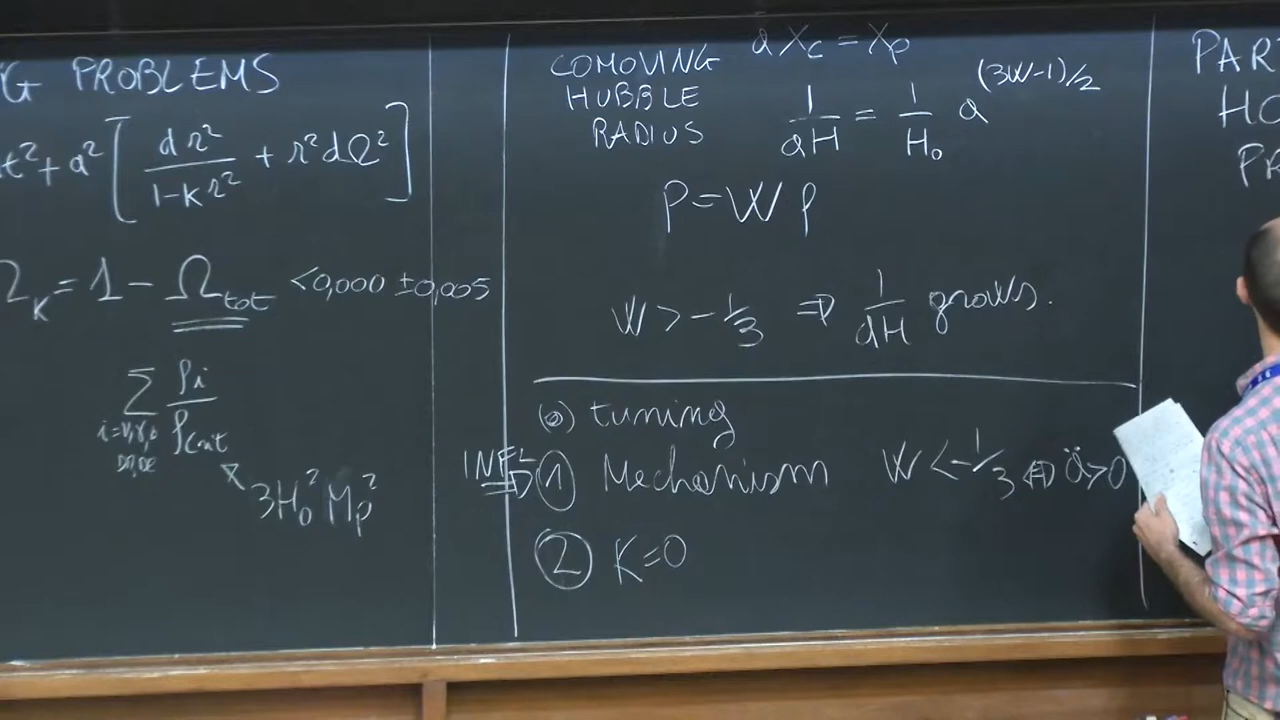 G PROBLEMS
t²+a² [ dr²/(1-Kr²) + r²dΩ² ]
Ω_K = 1 - Ω_tot <0,000 ±0,005
Σ ρi/ρcrit
3H₀² Mp²
COMOVING
HUBBLE
RADIUS
a Xc = Xp
1/aH = 1/H₀ a^(3W-1)/2
P=Wρ
W > -1/3 ⇒ 1/aH grows.
(0) tuning
INFL ⇒ ① Mechanism W < -1/3 ⇔ ä>0
② K=0
PAR
HO
PR